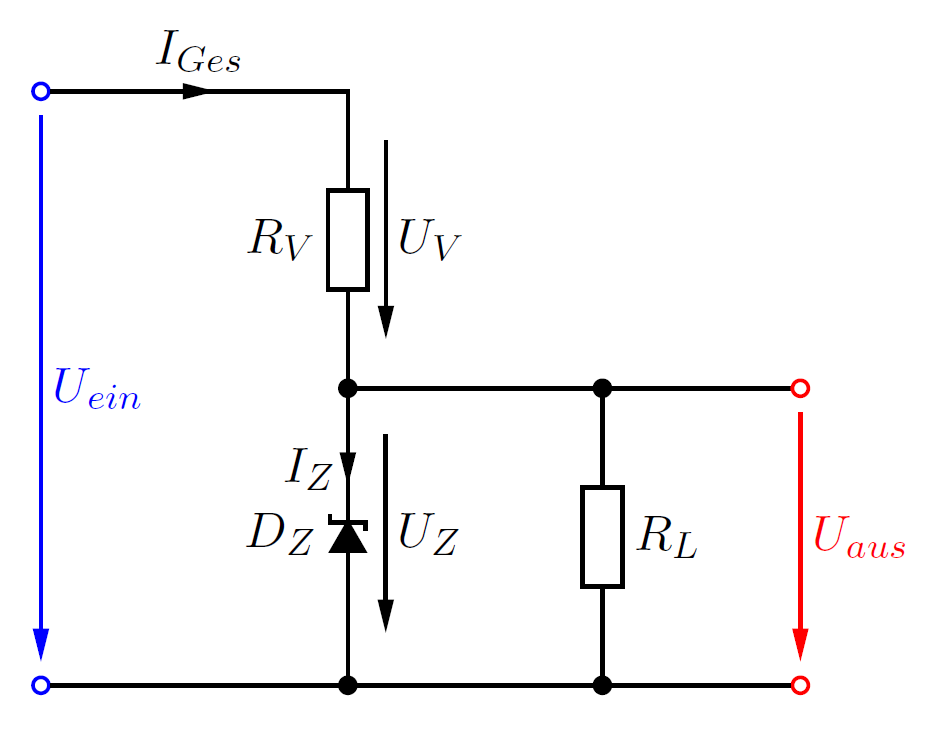 I_Ges
R_V
U_V
U_ein
I_Z
D_Z
U_Z
R_L
U_aus